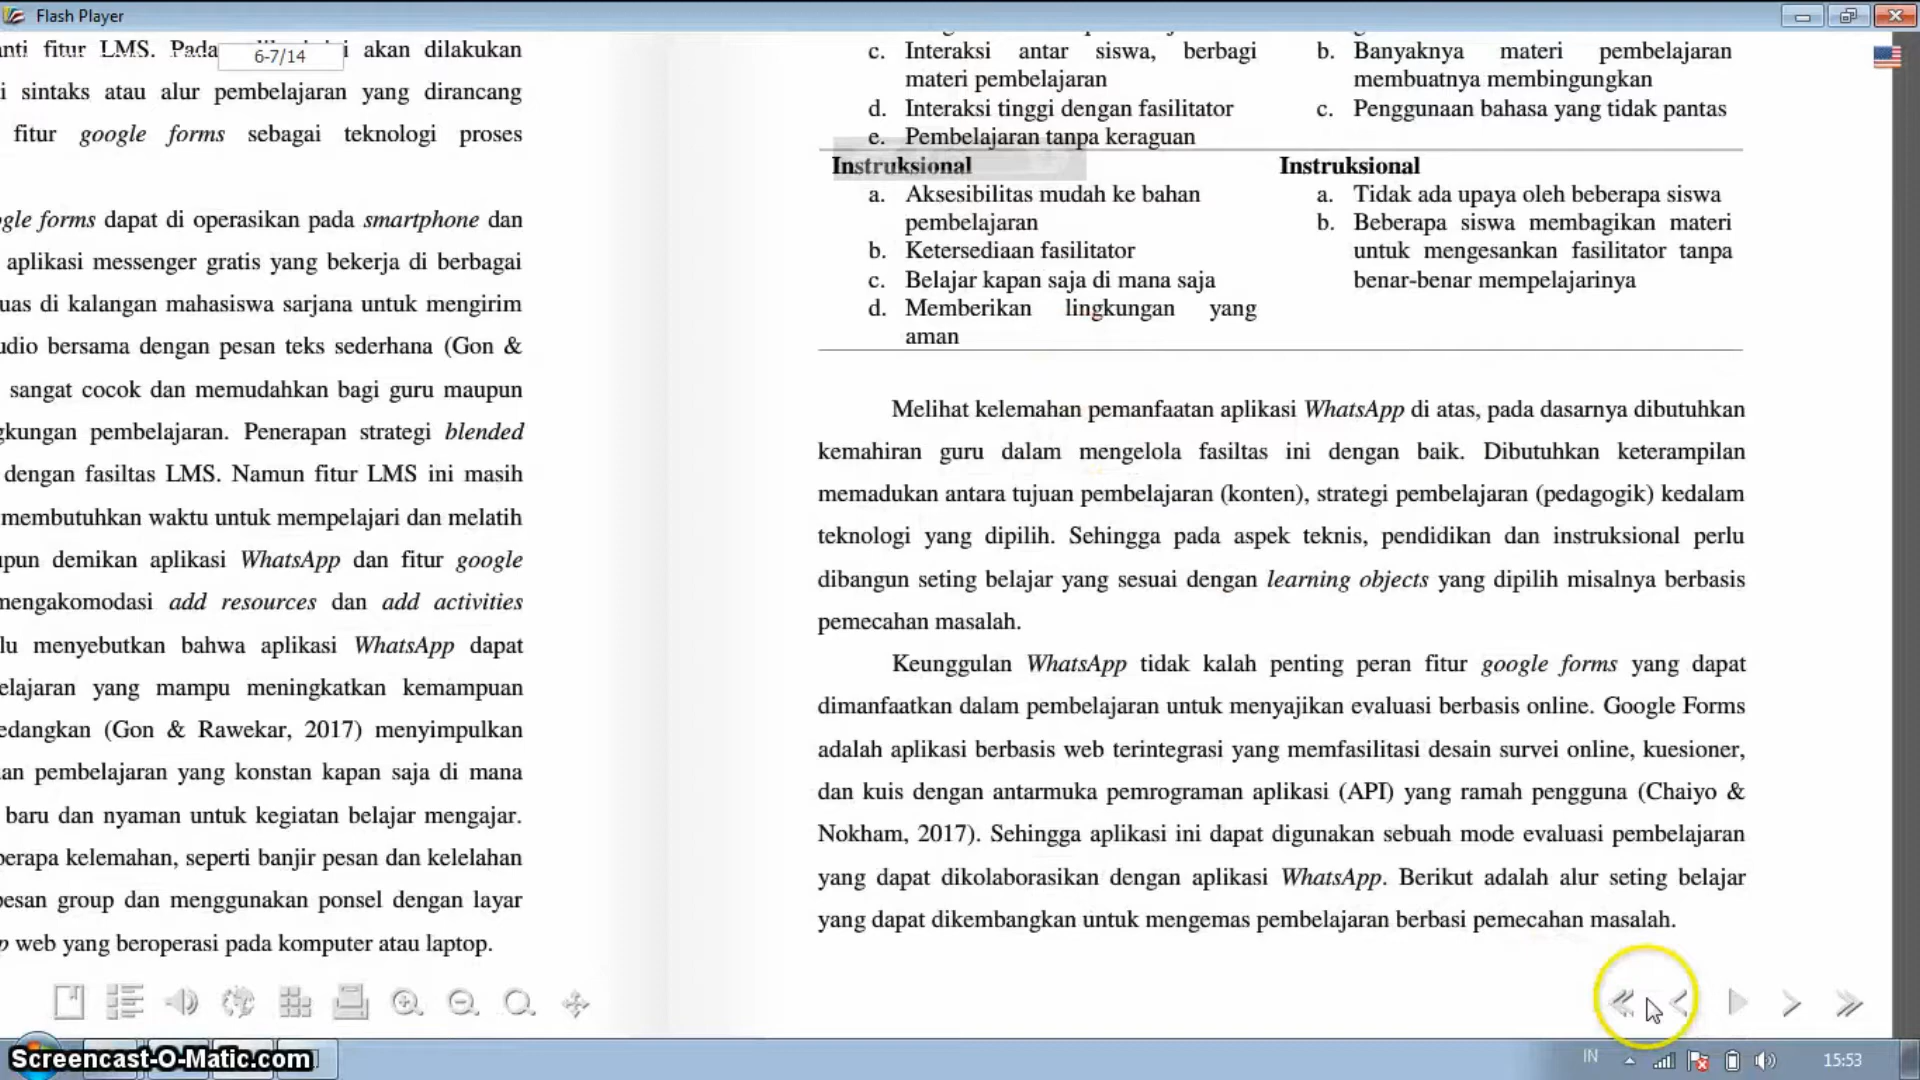 Flash Player
6-7/14
anti fitur LMS. Pada akan dilakukan
i sintaks atau alur pembelajaran yang dirancang
fitur google forms sebagai teknologi proses
gle forms dapat di operasikan pada smartphone dan
aplikasi messenger gratis yang bekerja di berbagai
uas di kalangan mahasiswa sarjana untuk mengirim
udio bersama dengan pesan teks sederhana (Gon &
sangat cocok dan memudahkan bagi guru maupun
gkungan pembelajaran. Penerapan strategi blended
dengan fasiltas LMS. Namun fitur LMS ini masih
membutuhkan waktu untuk mempelajari dan melatih
upun demikan aplikasi WhatsApp dan fitur google
mengakomodasi add resources dan add activities
lu menyebutkan bahwa aplikasi WhatsApp dapat
elajaran yang mampu meningkatkan kemampuan
edangkan (Gon & Rawekar, 2017) menyimpulkan
an pembelajaran yang konstan kapan saja di mana
baru dan nyaman untuk kegiatan belajar mengajar.
berapa kelemahan, seperti banjir pesan dan kelelahan
pesan group dan menggunakan ponsel dengan layar
p web yang beroperasi pada komputer atau laptop.
c. Interaksi antar siswa, berbagi
materi pembelajaran
d. Interaksi tinggi dengan fasilitator
e. Pembelajaran tanpa keraguan
b. Banyaknya materi pembelajaran
membuatnya membingungkan
c. Penggunaan bahasa yang tidak pantas
Instruksional
a. Aksesibilitas mudah ke bahan
pembelajaran
b. Ketersediaan fasilitator
c. Belajar kapan saja di mana saja
d. Memberikan lingkungan yang
aman
Instruksional
a. Tidak ada upaya oleh beberapa siswa
b. Beberapa siswa membagikan materi
untuk mengesankan fasilitator tanpa
benar-benar mempelajarinya
Melihat kelemahan pemanfaatan aplikasi WhatsApp di atas, pada dasarnya dibutuhkan
kemahiran guru dalam mengelola fasiltas ini dengan baik. Dibutuhkan keterampilan
memadukan antara tujuan pembelajaran (konten), strategi pembelajaran (pedagogik) kedalam
teknologi yang dipilih. Sehingga pada aspek teknis, pendidikan dan instruksional perlu
dibangun seting belajar yang sesuai dengan learning objects yang dipilih misalnya berbasis
pemecahan masalah.
Keunggulan WhatsApp tidak kalah penting peran fitur google forms yang dapat
dimanfaatkan dalam pembelajaran untuk menyajikan evaluasi berbasis online. Google Forms
adalah aplikasi berbasis web terintegrasi yang memfasilitasi desain survei online, kuesioner,
dan kuis dengan antarmuka pemrograman aplikasi (API) yang ramah pengguna (Chaiyo &
Nokham, 2017). Sehingga aplikasi ini dapat digunakan sebuah mode evaluasi pembelajaran
yang dapat dikolaborasikan dengan aplikasi WhatsApp. Berikut adalah alur seting belajar
yang dapat dikembangkan untuk mengemas pembelajaran berbasi pemecahan masalah.
Screencast-O-Matic.com
IN
15:53